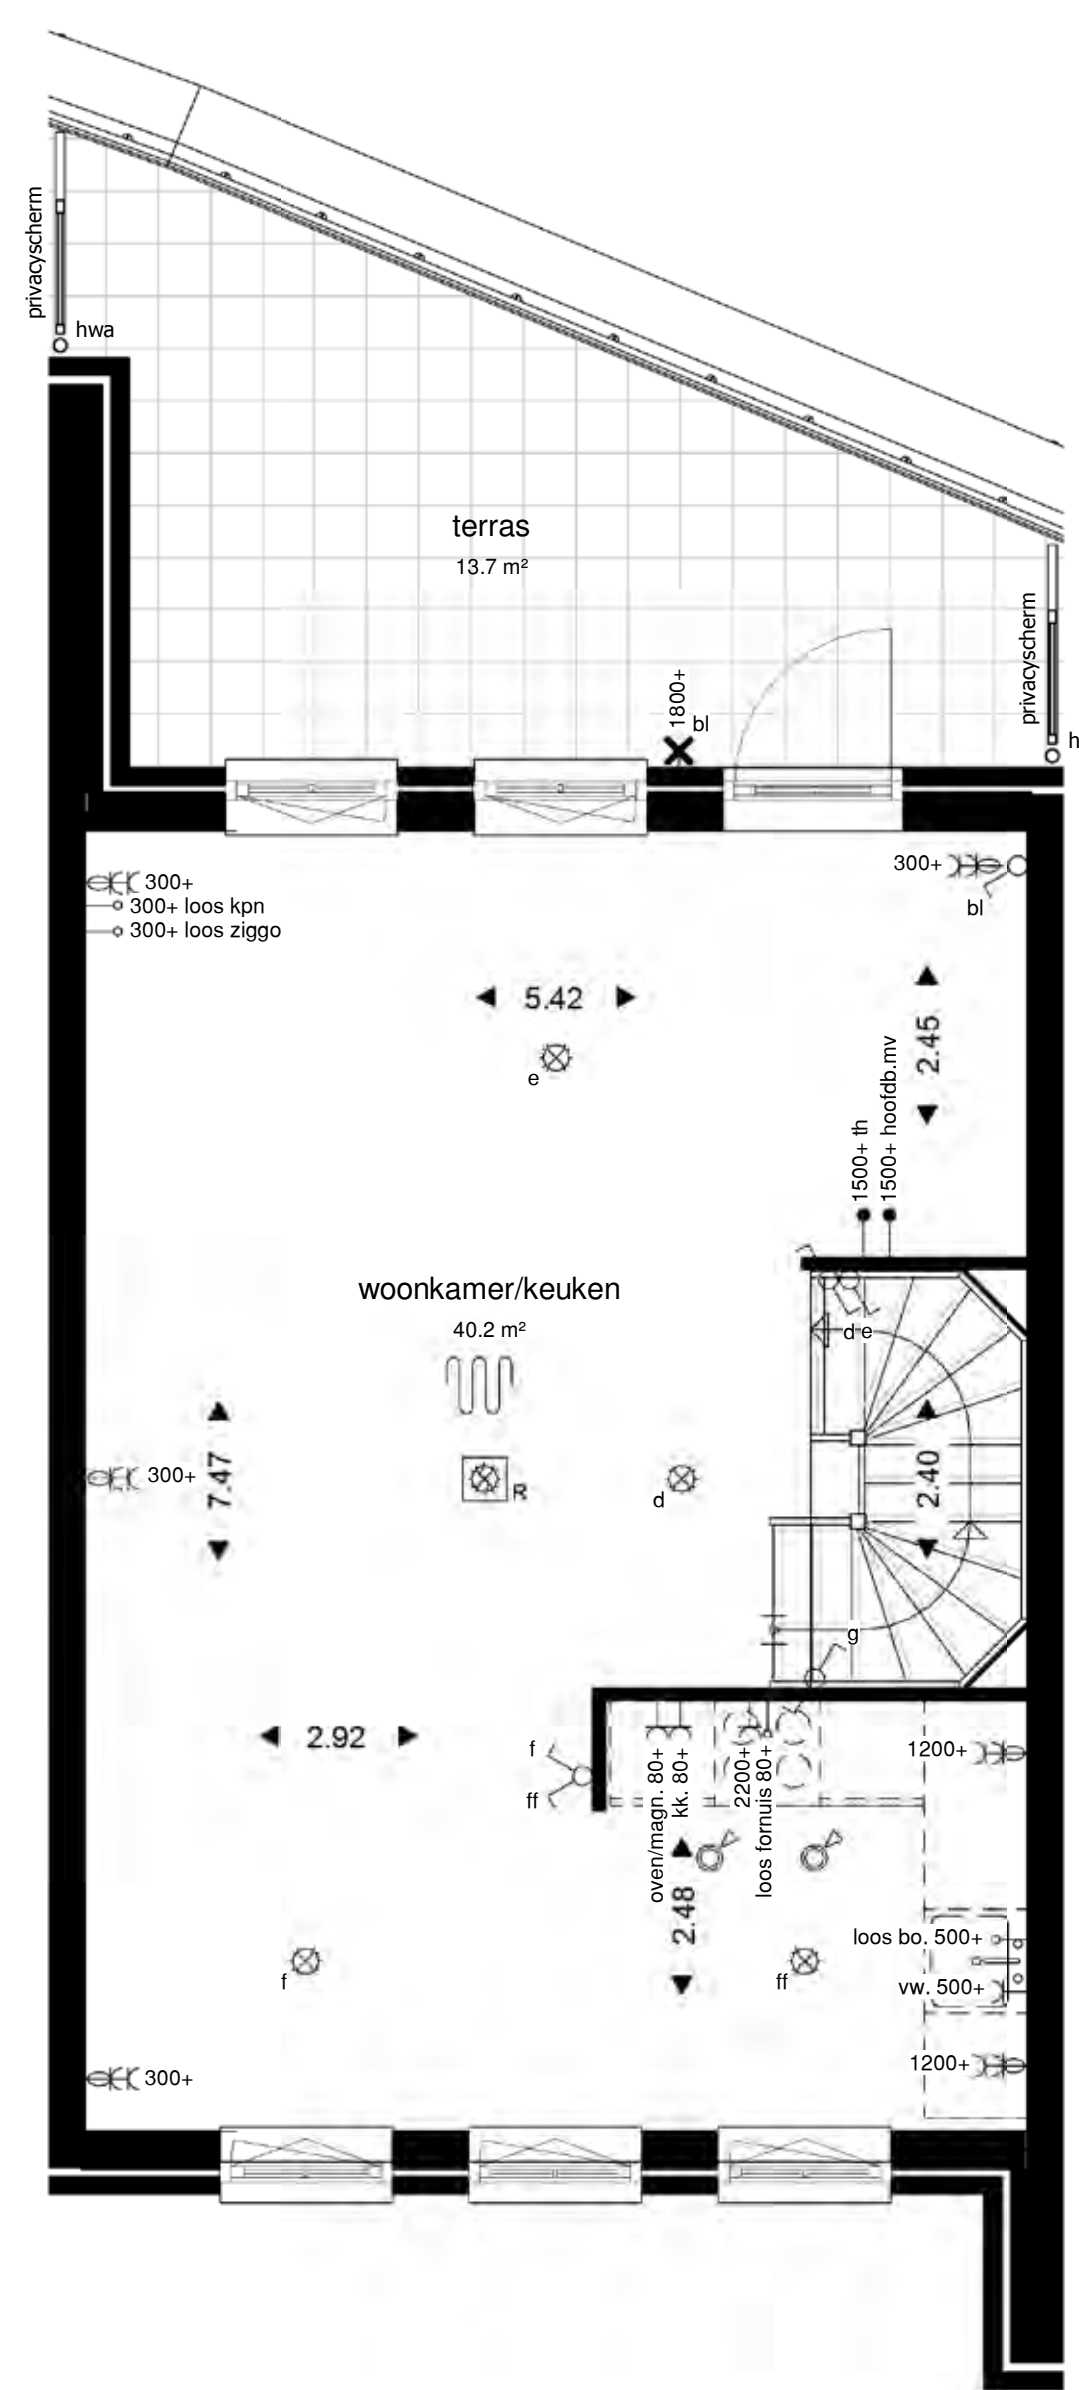 privacyscherm
hwa
terras
13.7 m²
privacyscherm
1800+
bl
h
300+
300+ loos kpn
300+ loos ziggo
300+
bl
5.42
2.45
e
1500+ th
1500+ hoofdb.mv
woonkamer/keuken
40.2 m²
d e
7.47
300+
R
d
2.40
g
2.92
f
ff
oven/magn. 80+
kk. 80+
2200+
loos fornuis 80+
1200+
2.48
loos bo. 500+
vw. 500+
f
ff
1200+
300+